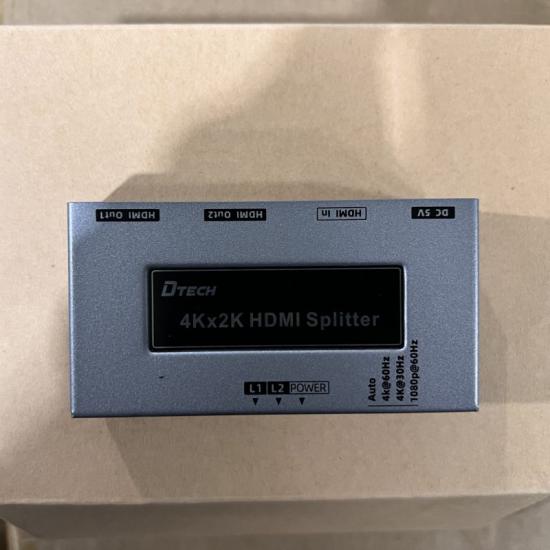 HDMI Out1
HDMI Out2
HDMI In
DC 5V
DTECH
4Kx2K HDMI Splitter
L1 L2 POWER
Auto
4k@60Hz
4K@30Hz
1080p@60Hz